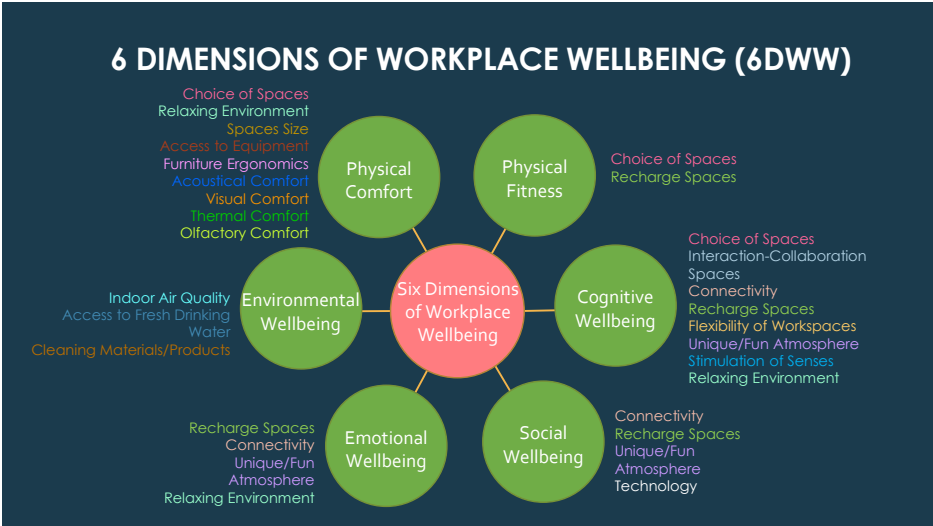 6 DIMENSIONS OF WORKPLACE WELLBEING (6DWW)
Choice of Spaces
Relaxing Environment
Spaces Size
Access to Equipment
Furniture Ergonomics
Acoustical Comfort
Visual Comfort
Thermal Comfort
Olfactory Comfort
Physical
Comfort
Physical
Fitness
Choice of Spaces
Recharge Spaces
Indoor Air Quality
Access to Fresh Drinking
Water
Cleaning Materials/Products
Environmental
Wellbeing
Six Dimensions
of Workplace
Wellbeing
Cognitive
Wellbeing
Choice of Spaces
Interaction-Collaboration
Spaces
Connectivity
Recharge Spaces
Flexibility of Workspaces
Unique/Fun Atmosphere
Stimulation of Senses
Relaxing Environment
Recharge Spaces
Connectivity
Unique/Fun
Atmosphere
Relaxing Environment
Emotional
Wellbeing
Social
Wellbeing
Connectivity
Recharge Spaces
Unique/Fun
Atmosphere
Technology